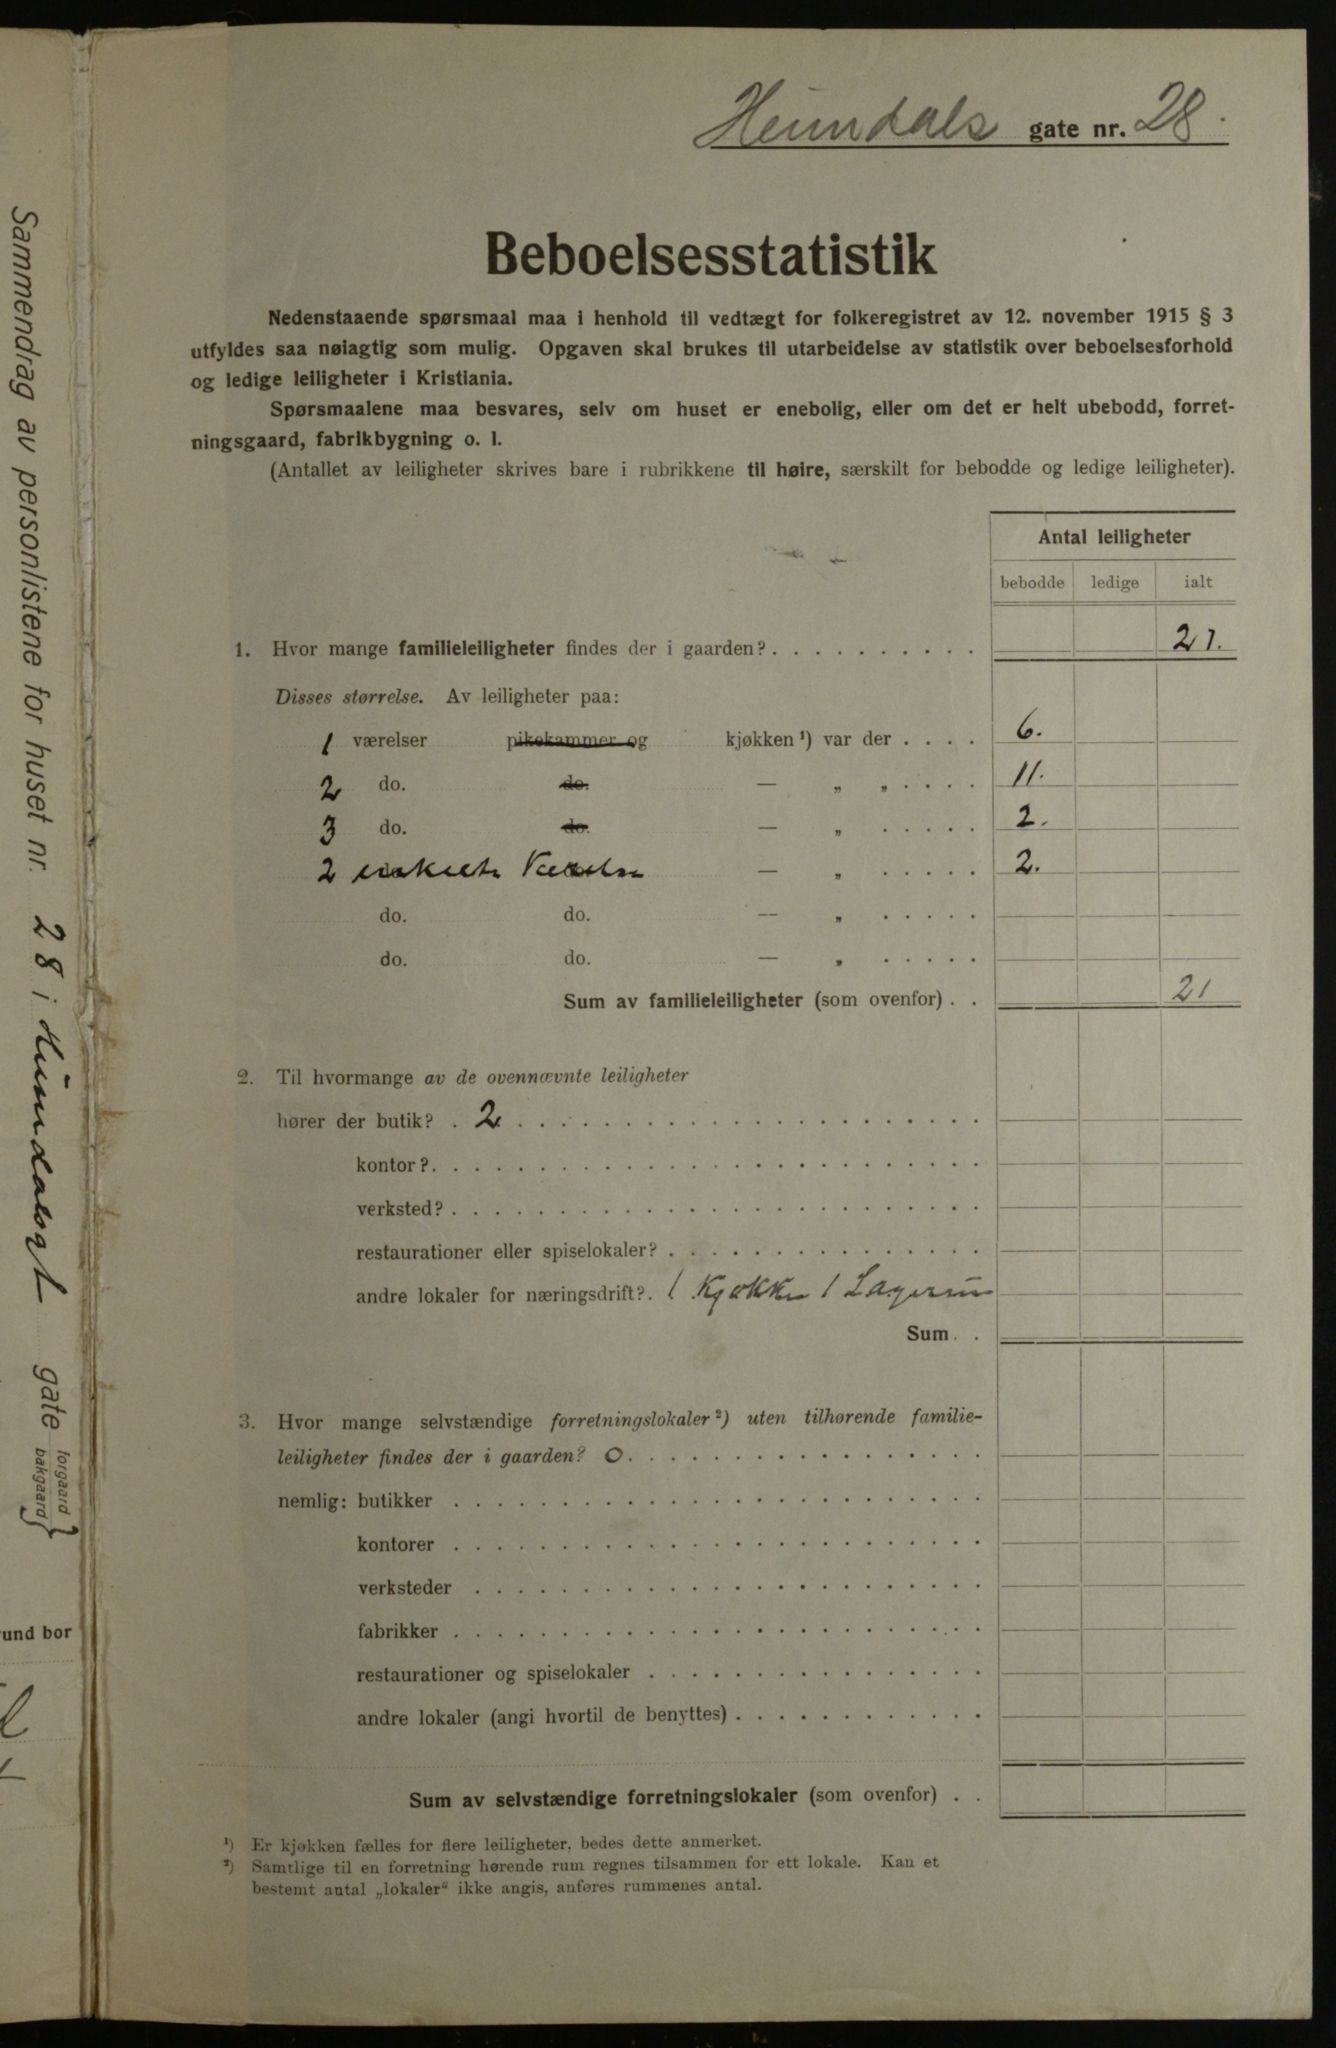 Heimdals gate nr. 28.
Beboelsesstatistik
Nedenstaaende spørsmaal maa i henhold til vedtægt for folkeregistret av 12. november 1915 § 3
utfyldes saa nøiagtig som mulig. Opgaven skal brukes til utarbeidelse av statistik over beboelsesforhold
og ledige leiligheter i Kristiania.
Spørsmaalene maa besvares, selv om huset er enebolig, eller om det er helt ubebodd, forret-
ningsgaard, fabrikbygning o. l.
(Antallet av leiligheter skrives bare i rubrikkene til høire, særskilt for bebodde og ledige leiligheter).
Antal leiligheter
bebodde ledige ialt
1. Hvor mange familieleiligheter findes der i gaarden? . . . . . . . . . . 21.
Disses størrelse. Av leiligheter paa:
1 værelser pikekammer og kjøkken ¹) var der . . . . 6.
2 do. do. — „ „ . . . . 11.
3 do. do. — „ . . . . . 2.
2 enkelte Værelser — „ . . . . . 2.
do. do. — „ . . . . .
do. do. — „ . . . . .
Sum av familieleiligheter (som ovenfor) . . 21
2. Til hvormange av de ovennævnte leiligheter
hører der butik? . 2 . . . . . . . . . . . . . . . . . . . . . .
kontor? . . . . . . . . . . . . . . . . . . . . . . . . . .
verksted? . . . . . . . . . . . . . . . . . . . . . . . . .
restaurationer eller spiselokaler? . . . . . . . . . . . . . . .
andre lokaler for næringsdrift? . 1 Kjøkken 1 Lagerrum
Sum . .
3. Hvor mange selvstændige forretningslokaler ²) uten tilhørende familie-
leiligheter findes der i gaarden? 0 . . . . . . . . . . . . . . . . .
nemlig: butikker . . . . . . . . . . . . . . . . . . . . . . . . .
kontorer . . . . . . . . . . . . . . . . . . . . . . . . .
verksteder . . . . . . . . . . . . . . . . . . . . . . . .
fabrikker . . . . . . . . . . . . . . . . . . . . . . . . .
restaurationer og spiselokaler . . . . . . . . . . . . . . . .
andre lokaler (angi hvortil de benyttes) . . . . . . . . . . . .
Sum av selvstændige forretningslokaler (som ovenfor) . .
¹) Er kjøkken fælles for flere leiligheter, bedes dette anmerket.
²) Samtlige til en forretning hørende rum regnes tilsammen for ett lokale. Kan et
bestemt antal „lokaler“ ikke angis, anføres rummenes antal.
Sammendrag av personlistene for huset nr. 28 i Heimdalsgt gate { forgaard
bakgaard }
und bor